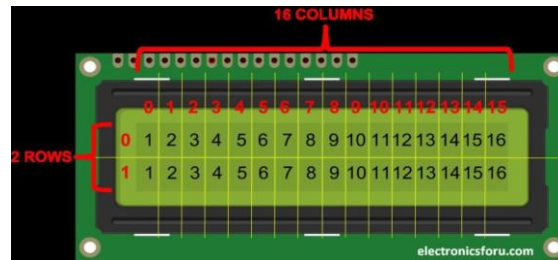 16 COLUMNS
0 1 2 3 4 5 6 7 8 9 10 11 12 13 14 15
0 1 2 3 4 5 6 7 8 9 10 11 12 13 14 15 16
2 ROWS
1 1 2 3 4 5 6 7 8 9 10 11 12 13 14 15 16
electronicsforu.com